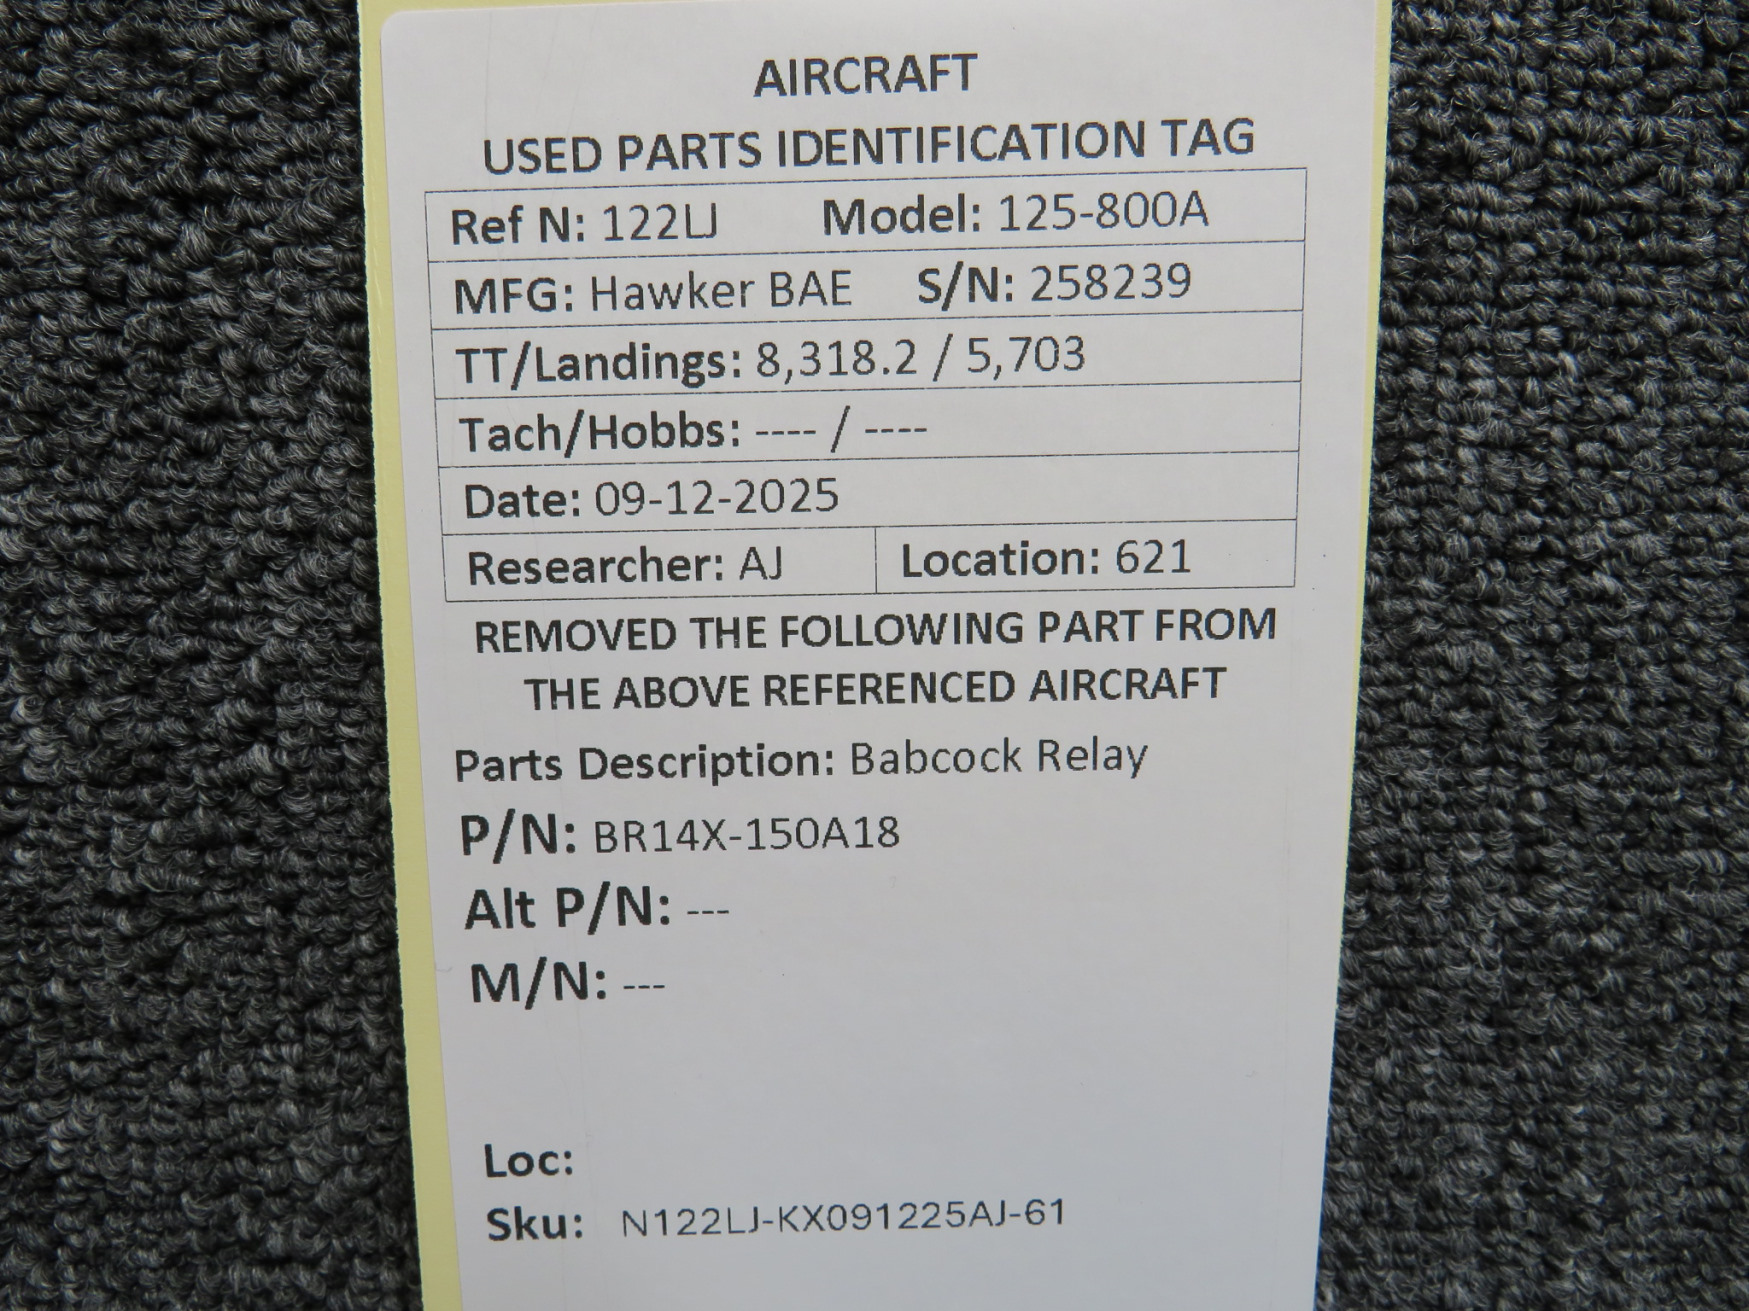 AIRCRAFT
USED PARTS IDENTIFICATION TAG
Ref N: 122LJ Model: 125-800A
MFG: Hawker BAE S/N: 258239
TT/Landings: 8,318.2 / 5,703
Tach/Hobbs: ---- / ----
Date: 09-12-2025
Researcher: AJ Location: 621
REMOVED THE FOLLOWING PART FROM
THE ABOVE REFERENCED AIRCRAFT
Parts Description: Babcock Relay
P/N: BR14X-150A18
Alt P/N: ---
M/N: ---
Loc:
Sku: N122LJ-KX091225AJ-61